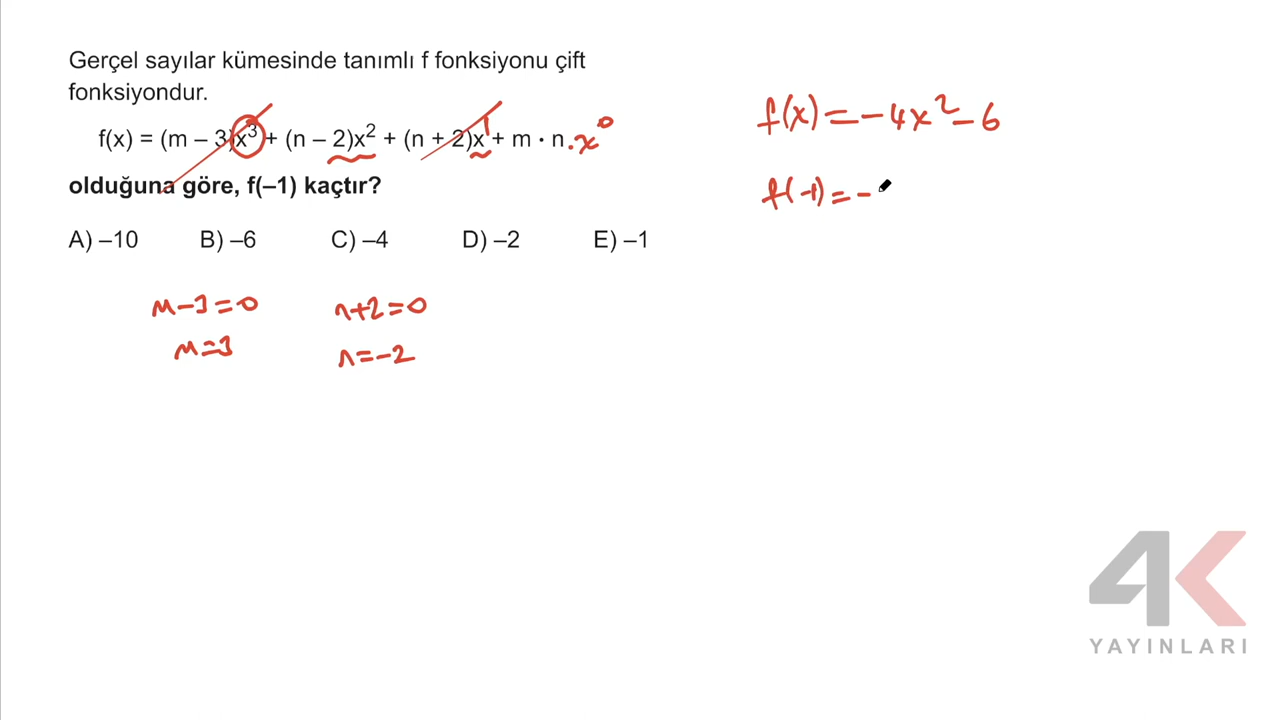 Gerçel sayılar kümesinde tanımlı f fonksiyonu çift
fonksiyondur.
f(x) = (m – 3)x³ + (n – 2)x² + (n + 2)x¹ + m · n.x⁰
olduğuna göre, f(–1) kaçtır?
A) –10 B) –6 C) –4 D) –2 E) –1
m-3=0 n+2=0
m=3 n=-2
f(x)=-4x²-6
f(-1)=-
4K
YAYINLARI